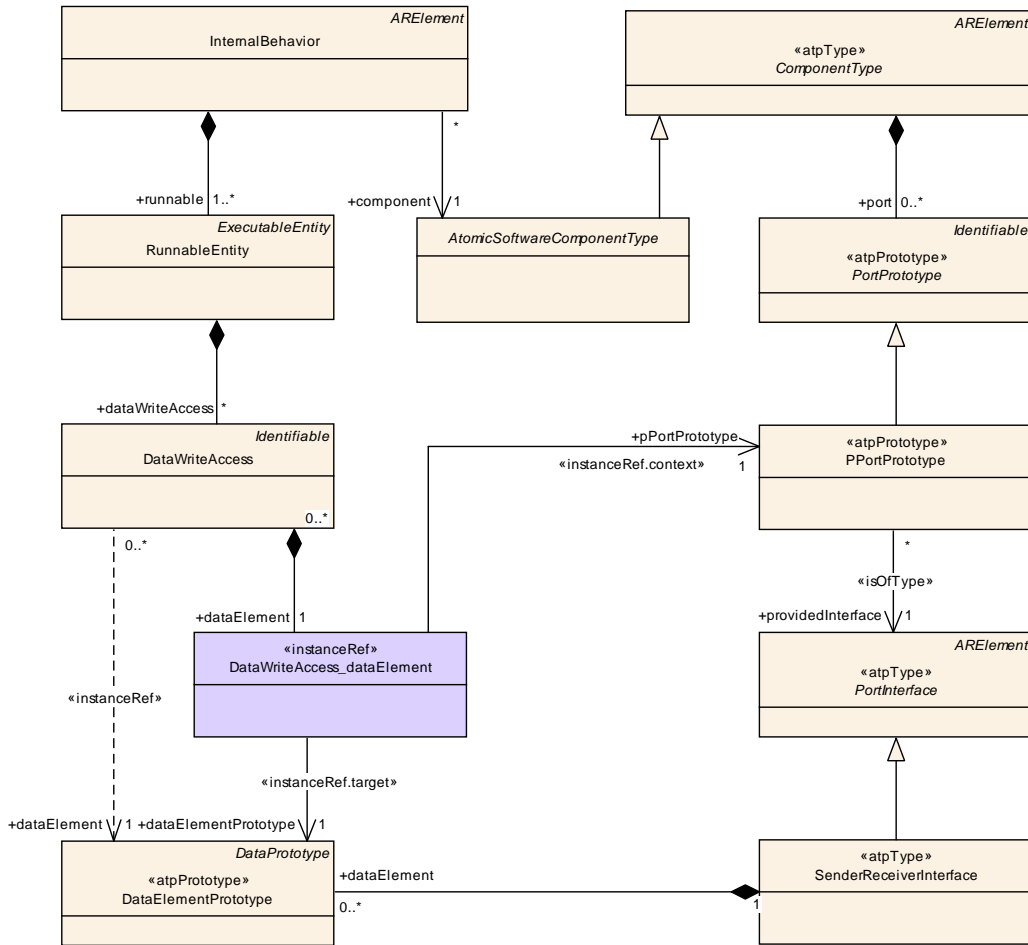 ARElement
InternalBehavior
ARElement
«atpType»
ComponentType
*
+runnable 1..*
+component 1
+port 0..*
ExecutableEntity
RunnableEntity
AtomicSoftwareComponentType
Identifiable
«atpPrototype»
PortPrototype
+dataWriteAccess *
Identifiable
DataWriteAccess
0..*
0..*
+pPortPrototype
«instanceRef.context» 1
«atpPrototype»
PPortPrototype
*
«isOfType»
+dataElement 1
+providedInterface 1
«instanceRef»
DataWriteAccess_dataElement
ARElement
«atpType»
PortInterface
«instanceRef»
«instanceRef.target»
+dataElement 1
+dataElementPrototype 1
DataPrototype
«atpPrototype»
DataElementPrototype
+dataElement
0..*
1
«atpType»
SenderReceiverInterface